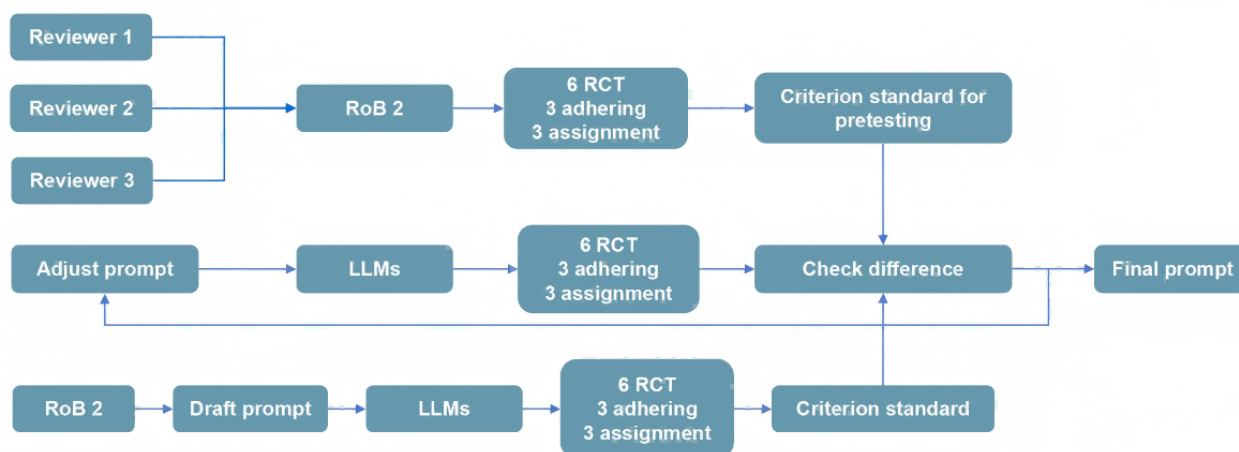 Reviewer 1
Reviewer 2
Reviewer 3
RoB 2
6 RCT
3 adhering
3 assignment
Criterion standard for
pretesting
Adjust prompt
LLMs
6 RCT
3 adhering
3 assignment
Check difference
Final prompt
RoB 2
Draft prompt
LLMs
6 RCT
3 adhering
3 assignment
Criterion standard